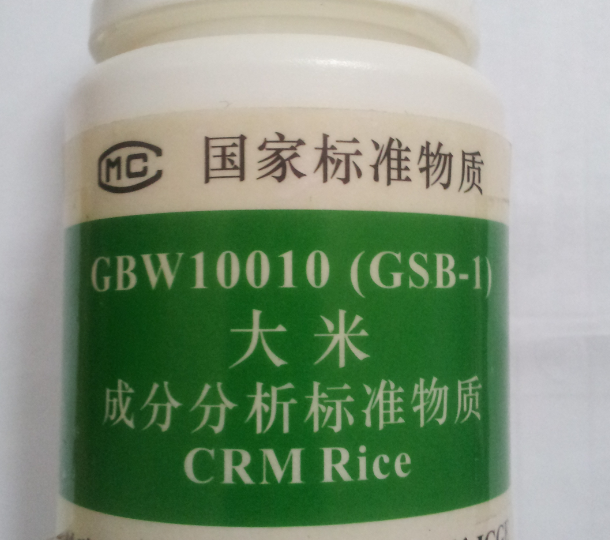 MC 国家标准物质
GBW10010 (GSB-1)
大米
成分分析标准物质
CRM Rice